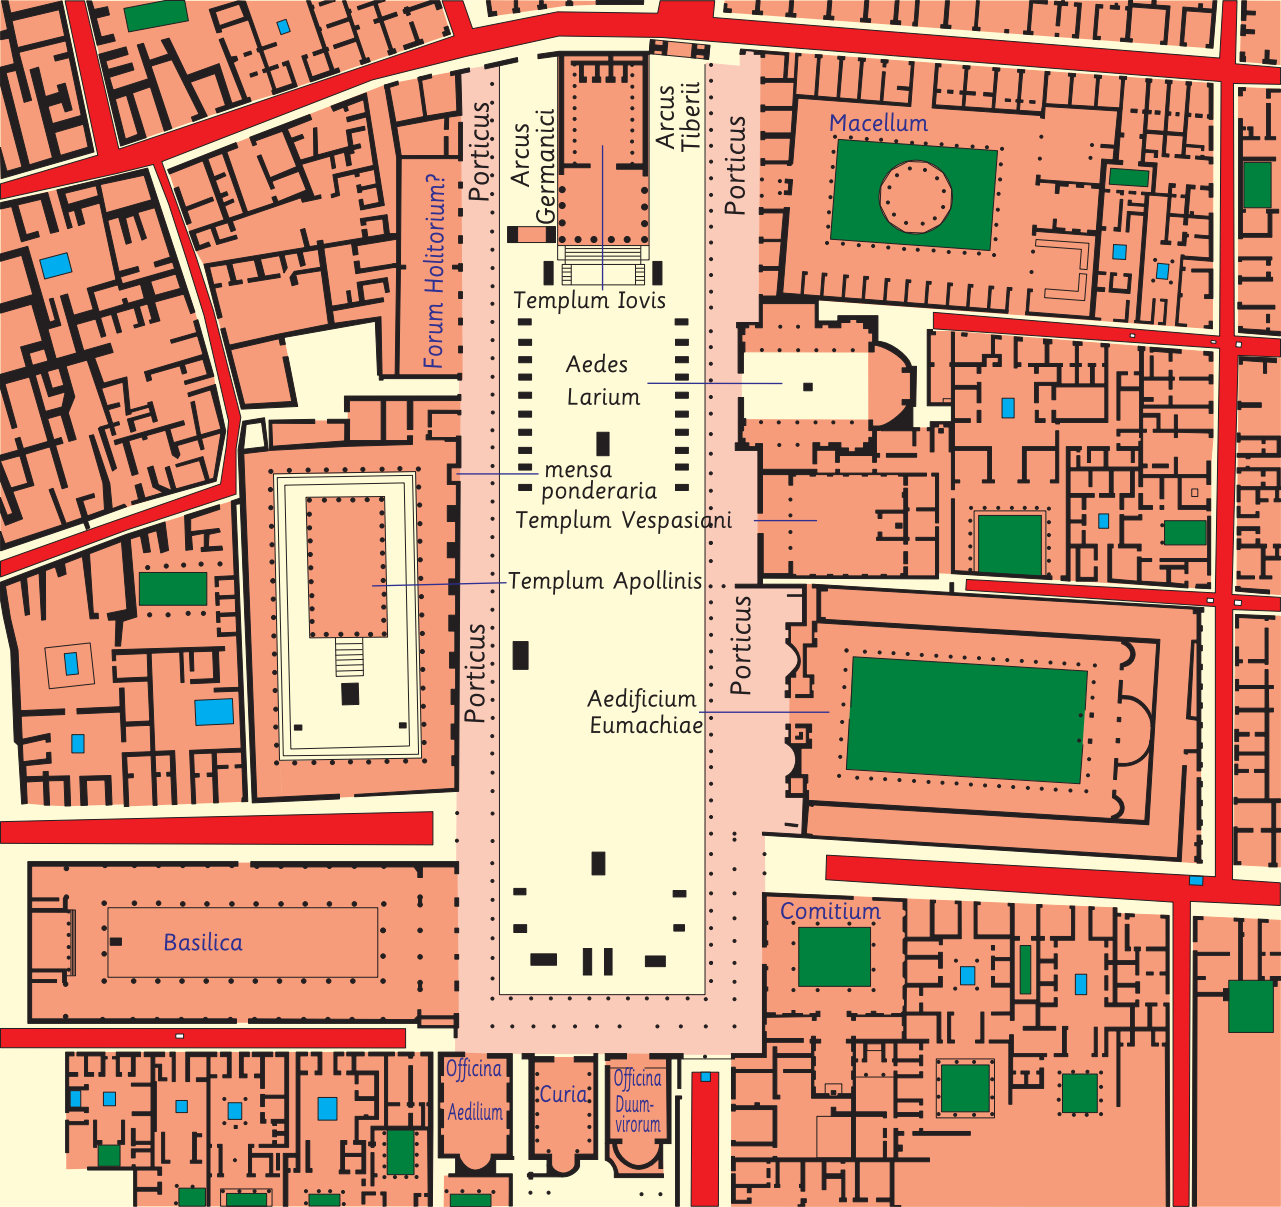 Porticus
Arcus
Germanici
Arcus
Tiberii
Porticus
Macellum
Forum Holitorium?
Templum Iovis
Aedes
Larium
mensa
ponderaria
Templum Vespasiani
Templum Apollinis
Porticus
Porticus
Aedificium
Eumachiae
Basilica
Comitium
Officina
Aedilium
Curia
Officina
Duum-
virorum